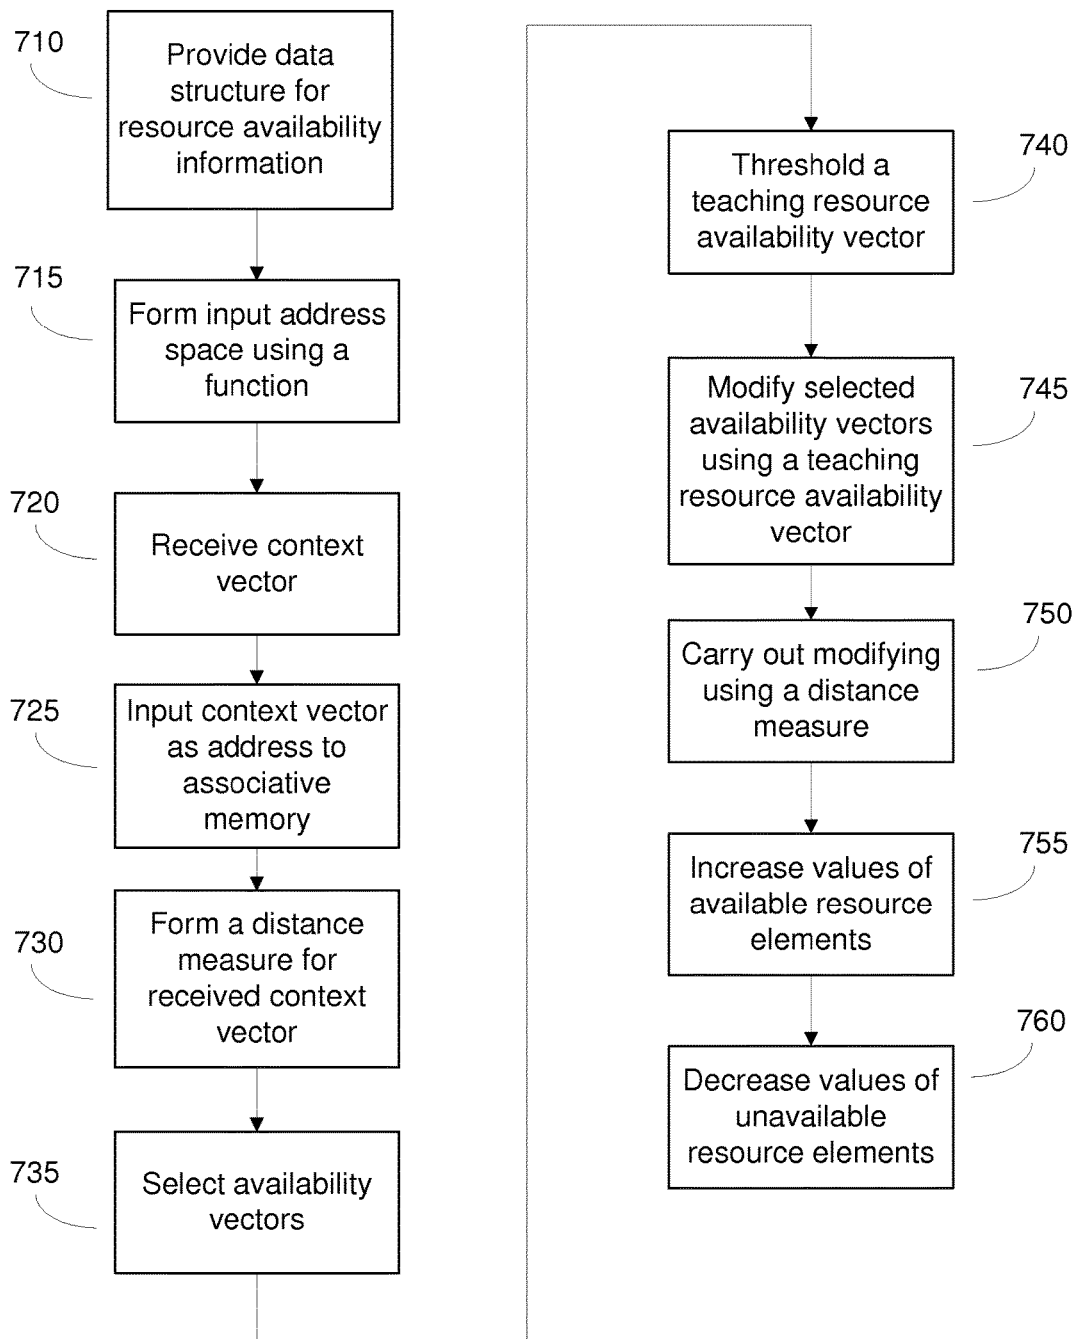 710
Provide data
structure for
resource availability
information
715
Form input address
space using a
function
720
Receive context
vector
725
Input context vector
as address to
associative
memory
730
Form a distance
measure for
received context
vector
735
Select availability
vectors
740
Threshold a
teaching resource
availability vector
745
Modify selected
availability vectors
using a teaching
resource availability
vector
750
Carry out modifying
using a distance
measure
755
Increase values of
available resource
elements
760
Decrease values of
unavailable
resource elements